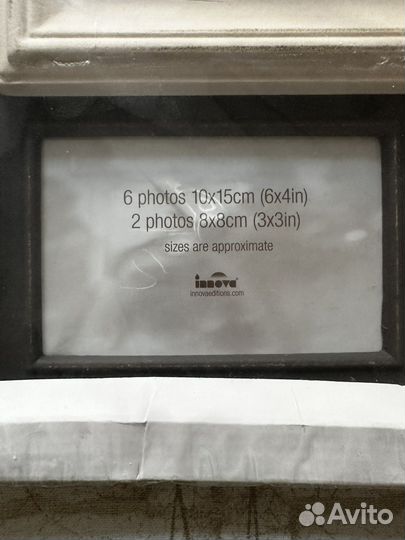 6 photos 10x15cm (6x4in)
2 photos 8x8cm (3x3in)
sizes are approximate
innova
innovaeditions.com
Avito